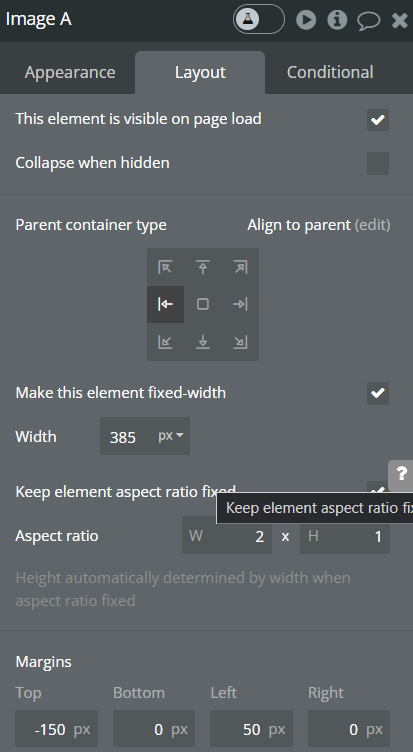 Image A
Appearance Layout Conditional
This element is visible on page load
Collapse when hidden
Parent container type Align to parent (edit)
Make this element fixed-width
Width 385 px
Keep element aspect ratio fixed
?
Keep element aspect ratio
Aspect ratio W 2 x H 1
Height automatically determined by width when
aspect ratio fixed
Margins
Top Bottom Left Right
-150 px 0 px 50 px 0 px